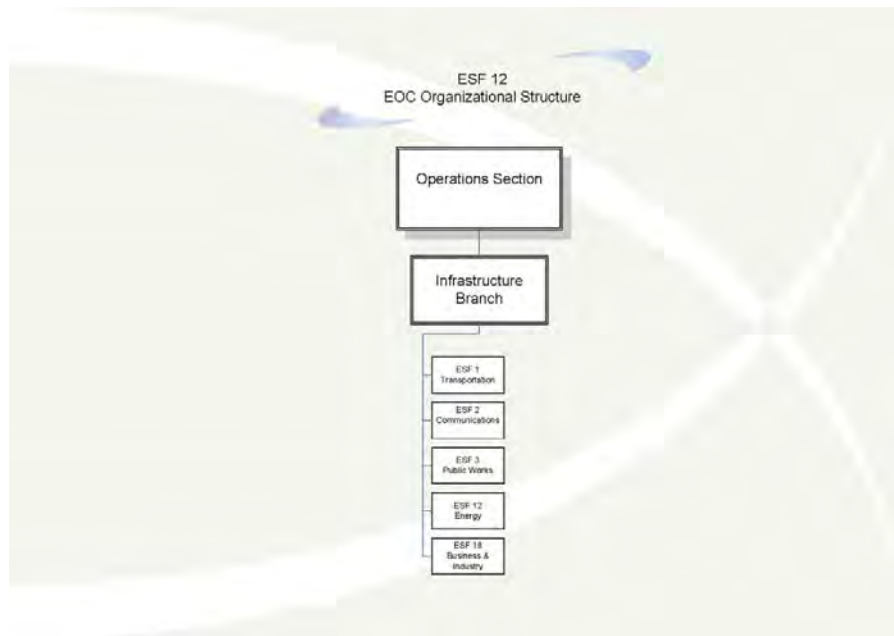 ESF 12
EOC Organizational Structure
Operations Section
Infrastructure
Branch
ESF 1
Transportation
ESF 2
Communications
ESF 3
Public Works
ESF 12
Energy
ESF 18
Business &
Industry